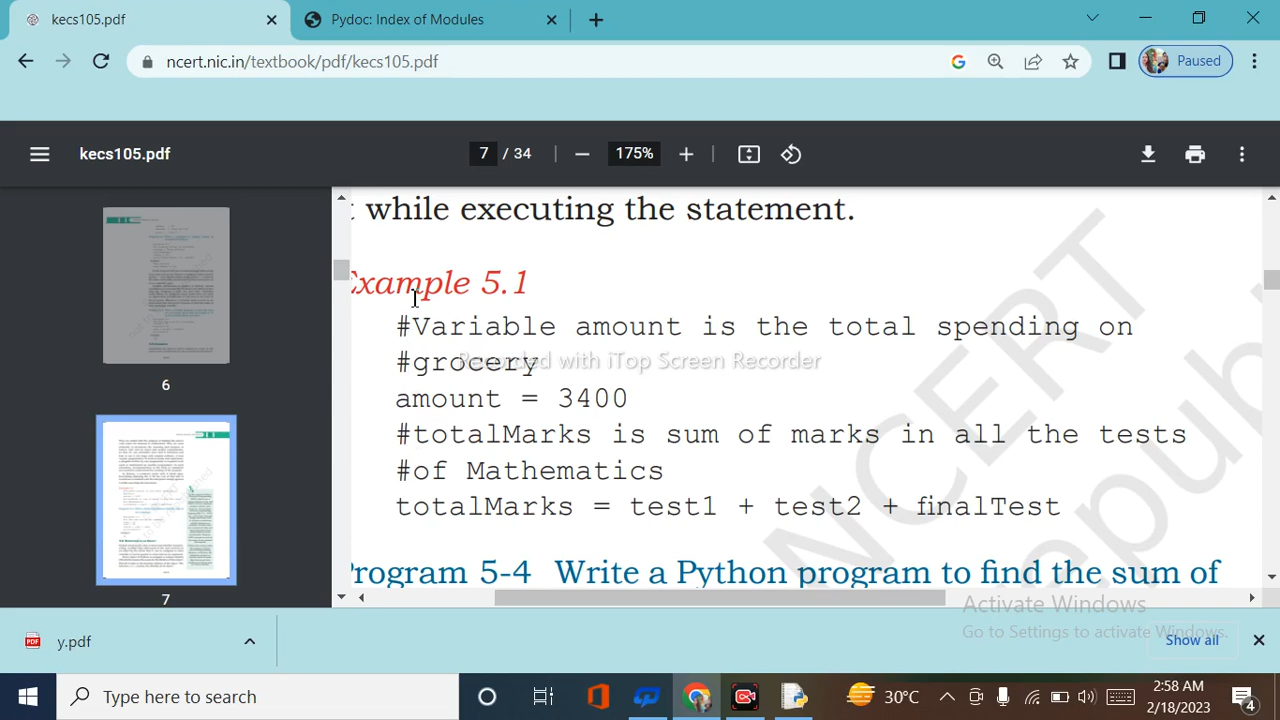 kecs105.pdf
Pydoc: Index of Modules
ncert.nic.in/textbook/pdf/kecs105.pdf
Paused
kecs105.pdf
7 / 34
175%
6
7
t while executing the statement.
Example 5.1
#Variable amount is the total spending on
#grocery
amount = 3400
#totalMarks is sum of marks in all the tests
#of Mathematics
totalMarks = test1 + test2 + finalTest
Program 5-4 Write a Python program to find the sum of
NCERT
Recorded with iTop Screen Recorder
Activate Windows
Go to Settings to activate Windows.
y.pdf
Show all
Type here to search
30°C
2:58 AM
2/18/2023
4